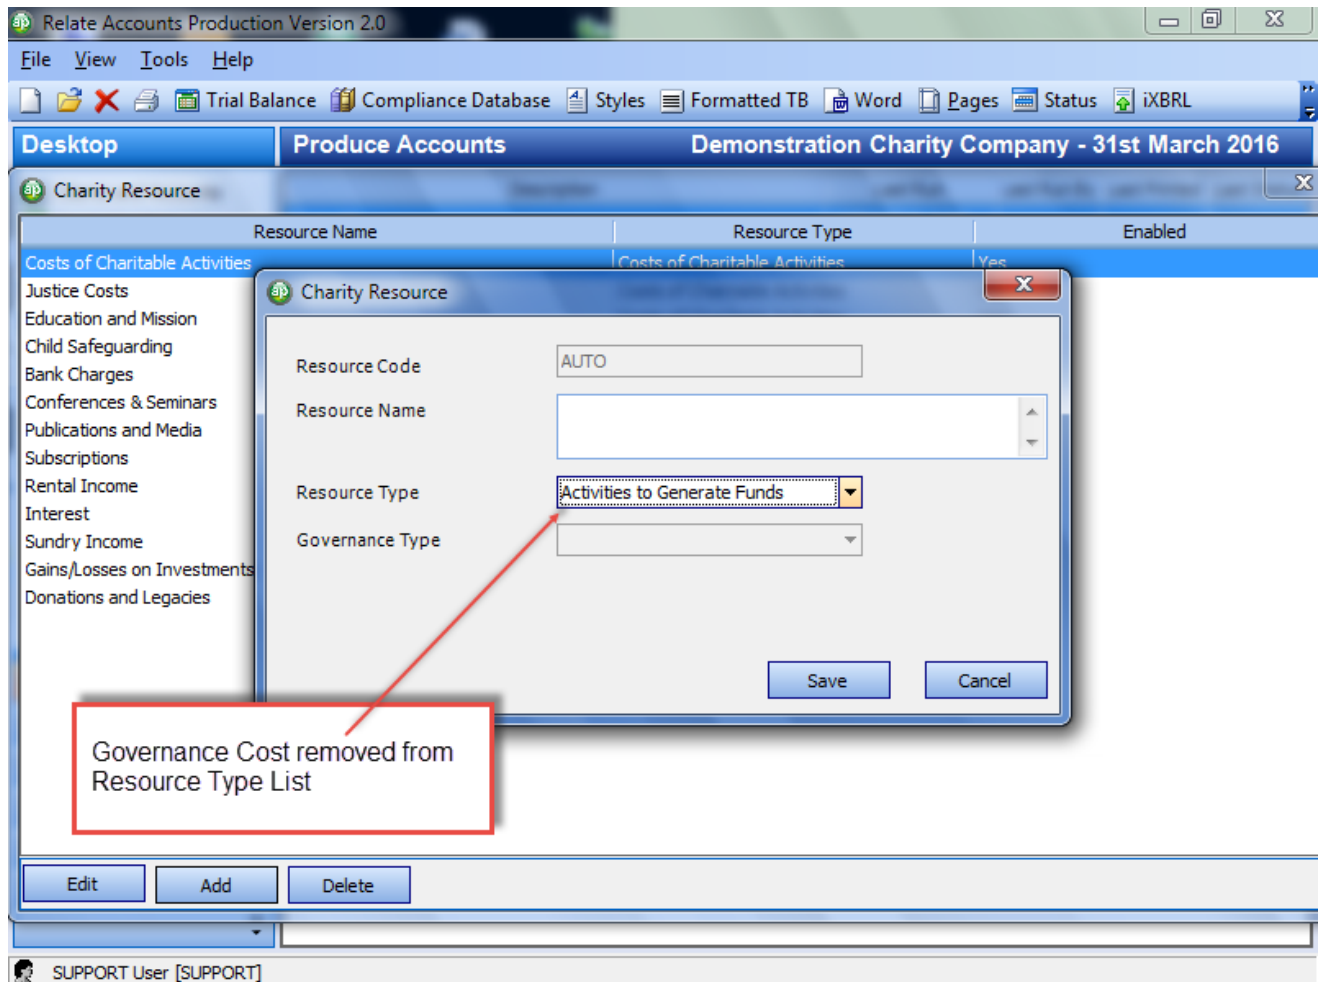 Relate Accounts Production Version 2.0
File View Tools Help
Trial Balance Compliance Database Styles Formatted TB Word Pages Status iXBRL
Desktop Produce Accounts Demonstration Charity Company - 31st March 2016
Charity Resource
Resource Name Resource Type Enabled
Costs of Charitable Activities Costs of Charitable Activities Yes
Justice Costs
Education and Mission
Child Safeguarding
Bank Charges
Conferences & Seminars
Publications and Media
Subscriptions
Rental Income
Interest
Sundry Income
Gains/Losses on Investments
Donations and Legacies
Charity Resource
Resource Code AUTO
Resource Name
Resource Type Activities to Generate Funds
Governance Type
Save Cancel
Governance Cost removed from
Resource Type List
Edit Add Delete
SUPPORT User [SUPPORT]